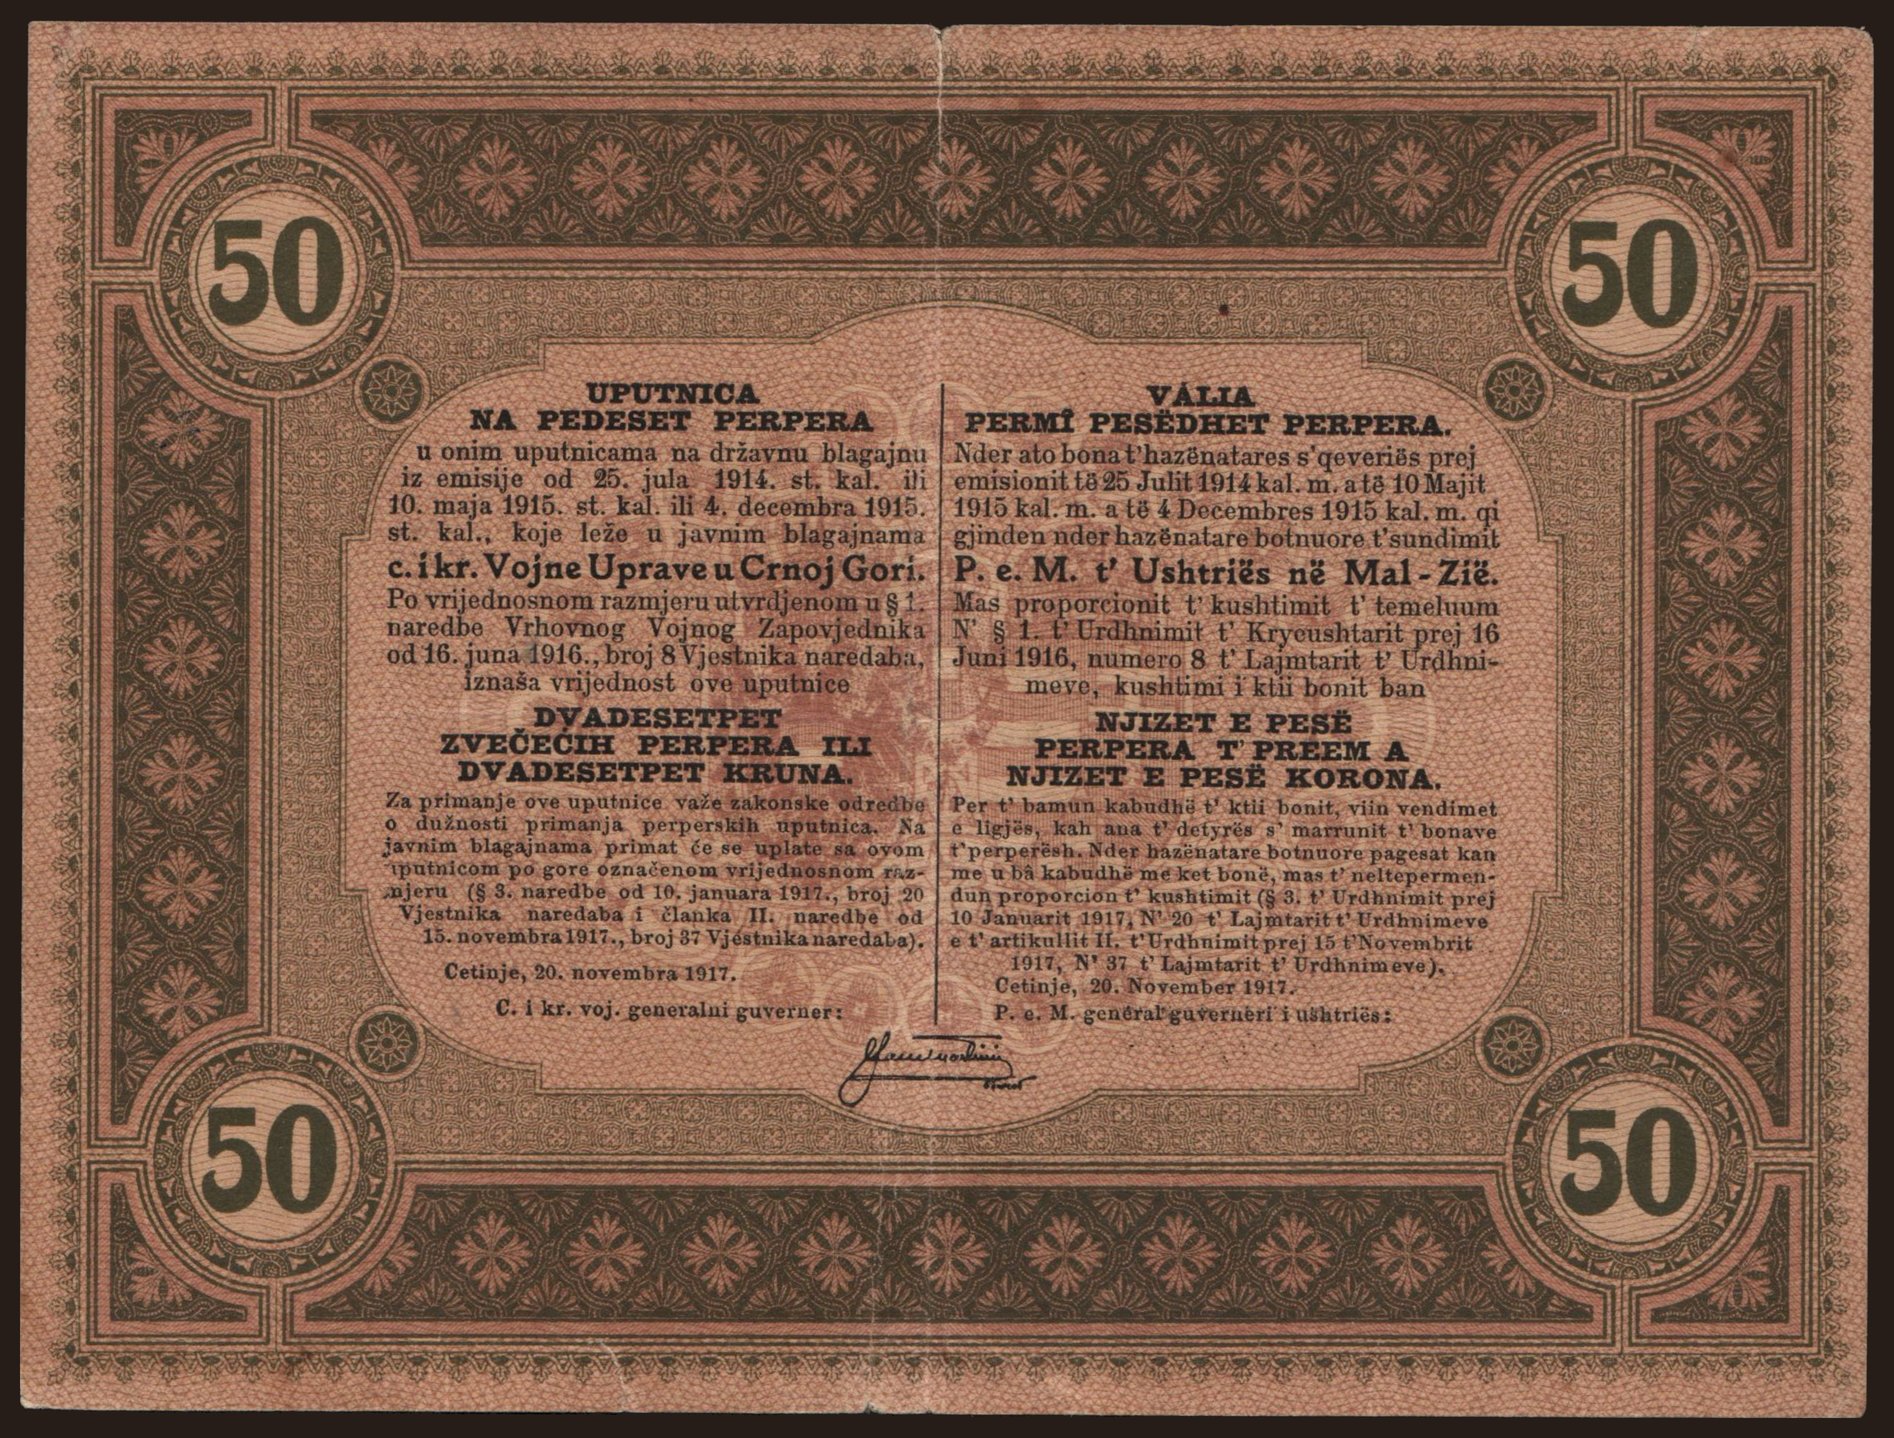 50
50
UPUTNICA
NA PEDESET PERPERA
u onim uputnicama na državnu blagajnu
iz emisije od 25. jula 1914. st. kal. ili
10. maja 1915. st. kal. ili 4. decembra 1915.
st. kal., koje leže u javnim blagajnama
c. i kr. Vojne Uprave u Crnoj Gori.
Po vrijednosnom razmjeru utvrdjenom u § 1.
naredbe Vrhovnog Vojnog Zapovjednika
od 16. juna 1916., broj 8 Vjestnika naredaba,
iznaša vrijednost ove uputnice
DVADESETPET
ZVEČEĆIH PERPERA ILI
DVADESETPET KRUNA.
Za primanje ove uputnice važe zakonske odredbe
o dužnosti primanja perperskih uputnica. Na
javnim blagajnama primat će se uplate sa ovom
uputnicom po gore označenom vrijednosnom raz-
mjeru (§ 3. naredbe od 10. januara 1917., broj 20
Vjestnika naredaba i članka II. naredbe od
15. novembra 1917., broj 37 Vjestnika naredaba).
Cetinje, 20. novembra 1917.
C. i kr. voj. generalni guverner:
VÁLIA
PERMÎ PESËDHET PERPERA.
Nder ato bona t'hazënatares s'qeveriës prej
emisionit të 25 Julit 1914 kal. m. a të 10 Majit
1915 kal. m. a të 4 Decembres 1915 kal. m. qi
gjinden nder hazënatare botnuore t'sundimit
P. e. M. t' Ushtriës në Mal-Zië.
Mas proporcionit t' kushtimit t' temeluum
N' § 1. t' Urdhnimit t' Krycushtarit prej 16
Juni 1916, numero 8 t' Lajmtarit t' Urdhni-
meve, kushtimi i ktii bonit ban
NJIZET E PESË
PERPERA T' PREEM A
NJIZET E PESË KORONA.
Per t' bamun kabudhë t' ktii bonit, viin vendimet
e ligjës, kah ana t' detyrës s' marrunit t' bonave
t'perperësh. Nder hazënatare botnuore pagesat kan
me u bâ kabudhë me ket bonë, mas t' neltepermen-
dun proporcion t' kushtimit (§ 3. t' Urdhnimit prej
10 Januarit 1917, N' 20 t' Lajmtarit t' Urdhnimeve
e t' artikullit II. t' Urdhnimit prej 15 t'Novembrit
1917, N' 37 t' Lajmtarit t' Urdhnimeve).
Cetinje, 20. November 1917.
P. e. M. general guverneri i ushtriës:
50
50